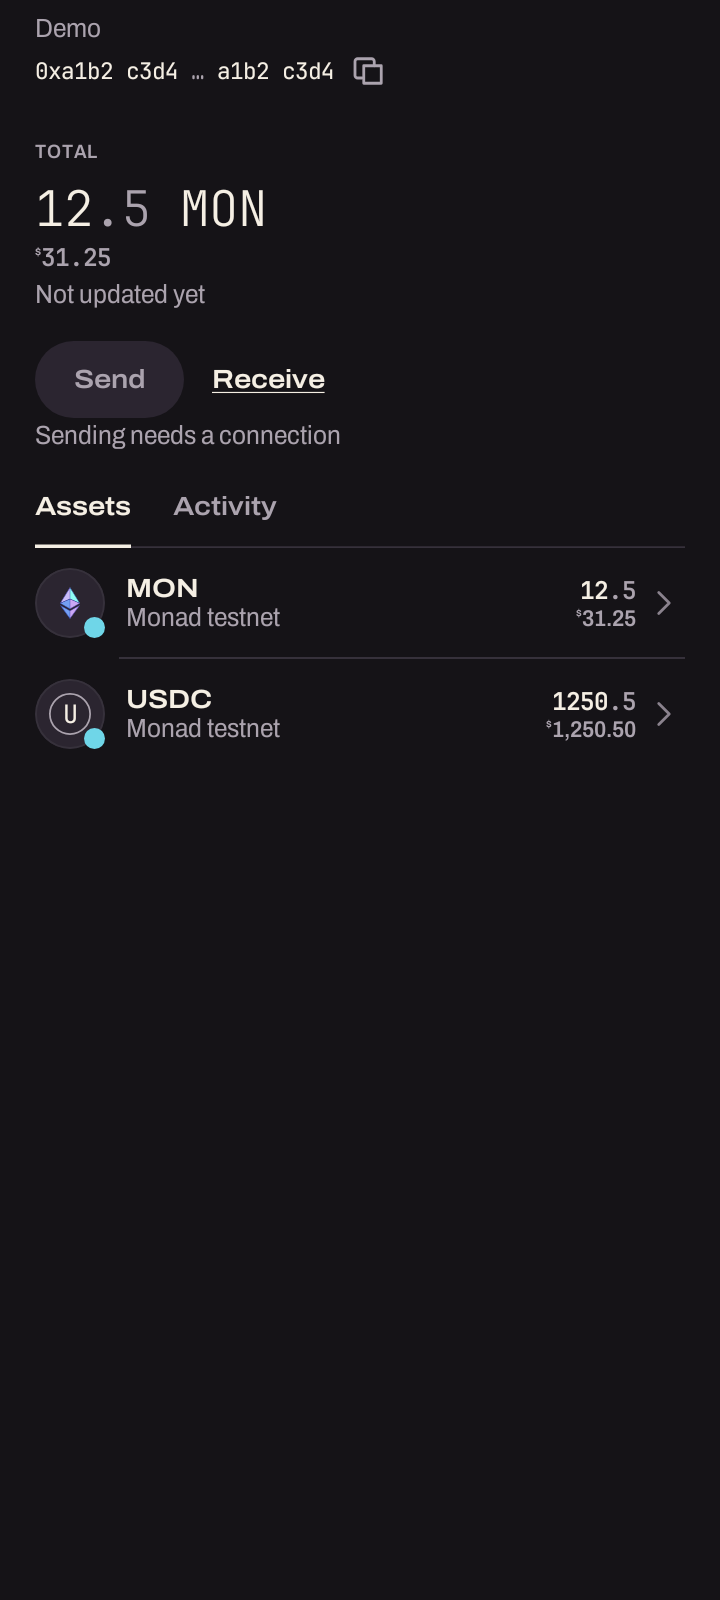 Demo
0xa1b2 c3d4 … a1b2 c3d4
TOTAL
12.5 MON
$31.25
Not updated yet
Send Receive
Sending needs a connection
Assets Activity
MON 12.5
Monad testnet $31.25
U
USDC 1250.5
Monad testnet $1,250.50